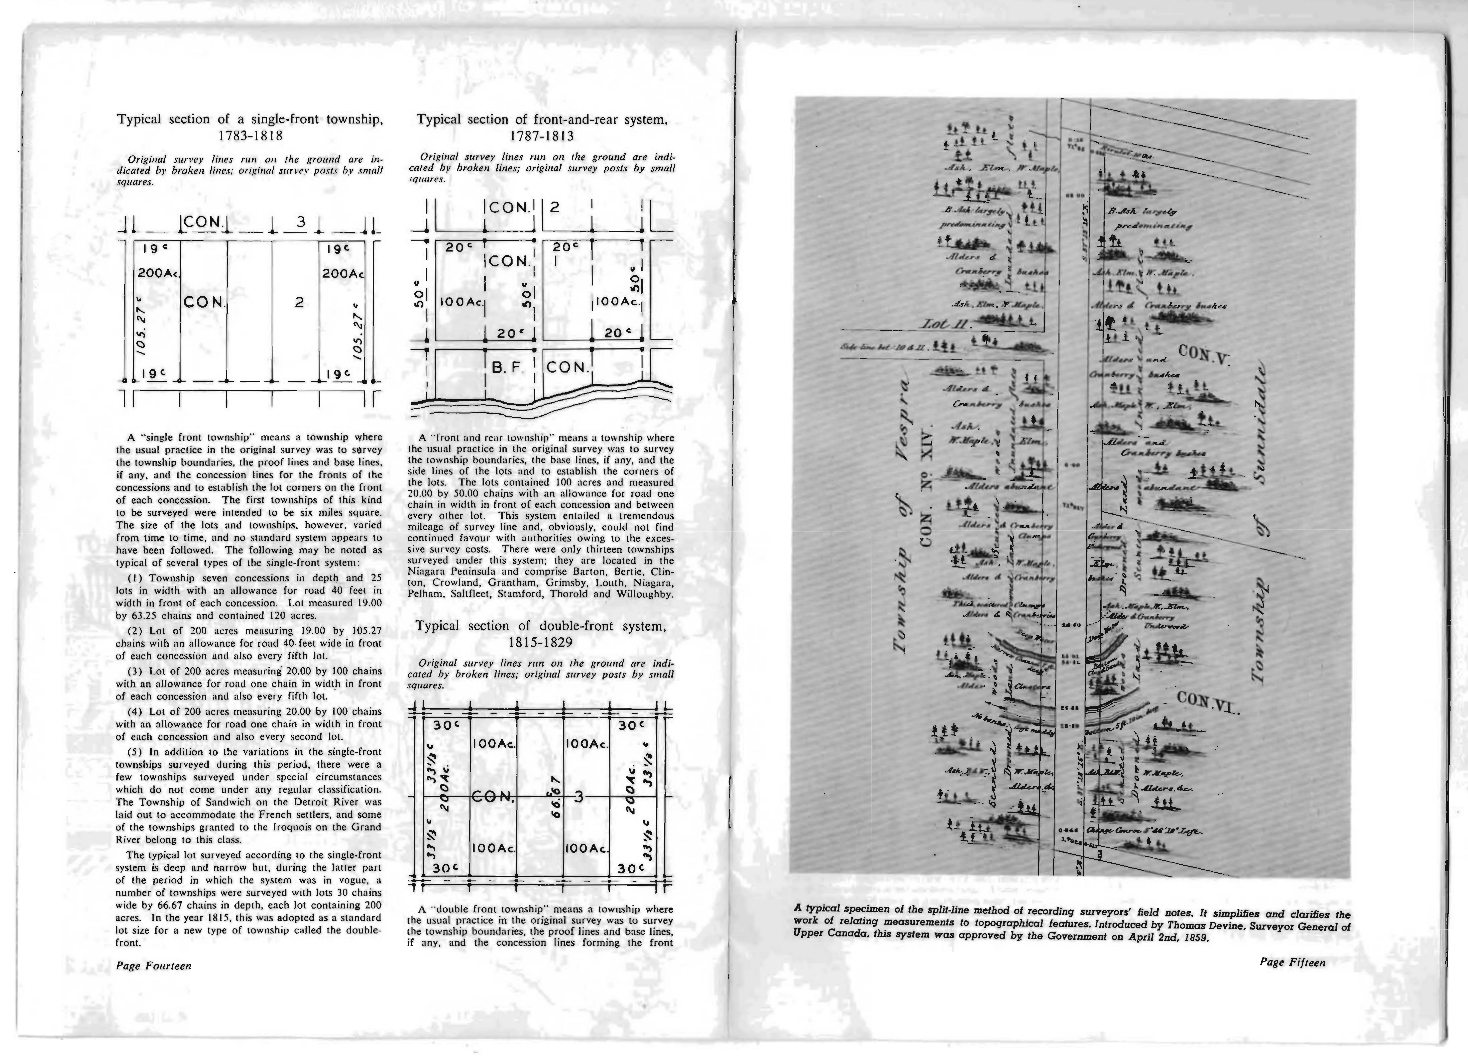 Typical section of a single-front township,
1783-1818
Original survey lines run on the ground are in-
dicated by broken lines; original survey posts by small
squares.
CON. 3
19ᶜ 19ᶜ
200Ac. 200Ac.
CON. 2
105.27ᶜ 105.27ᶜ
19ᶜ 19ᶜ
A "single front township" means a township where
the usual practice in the original survey was to survey
the township boundaries, the proof lines and base lines,
if any, and the concession lines for the fronts of the
concessions and to establish the lot corners on the front
of each concession. The first townships of this kind
to be surveyed were intended to be six miles square.
The size of the lots and townships, however, varied
from time to time, and no standard system appears to
have been followed. The following may be noted as
typical of several types of the single-front system:
(1) Township seven concessions in depth and 25
lots in width with an allowance for road 40 feet in
width in front of each concession. Lot measured 19.00
by 63.25 chains and contained 120 acres.
(2) Lot of 200 acres measuring 19.00 by 105.27
chains with an allowance for road 40 feet wide in front
of each concession and also every fifth lot.
(3) Lot of 200 acres measuring 20.00 by 100 chains
with an allowance for road one chain in width in front
of each concession and also every fifth lot.
(4) Lot of 200 acres measuring 20.00 by 100 chains
with an allowance for road one chain in width in front
of each concession and also every second lot.
(5) In addition to the variations in the single-front
townships surveyed during this period, there were a
few townships surveyed under special circumstances
which do not come under any regular classification.
The Township of Sandwich on the Detroit River was
laid out to accommodate the French settlers, and some
of the townships granted to the Iroquois on the Grand
River belong to this class.
The typical lot surveyed according to the single-front
system is deep and narrow but, during the latter part
of the period in which the system was in vogue, a
number of townships were surveyed with lots 30 chains
wide by 66.67 chains in depth, each lot containing 200
acres. In the year 1815, this was adopted as a standard
lot size for a new type of township called the double-
front.
Page Fourteen
Typical section of front-and-rear system,
1787-1813
Original survey lines run on the ground are indi-
cated by broken lines; original survey posts by small
squares.
CON. 2
20ᶜ 20ᶜ
CON. 1
50ᶜ 50ᶜ 50ᶜ
100Ac. 100Ac.
20ᶜ 20ᶜ
B.F. CON.
A "front and rear township" means a township where
the usual practice in the original survey was to survey
the township boundaries, the base lines, if any, and the
side lines of the lots and to establish the corners of
the lots. The lots contained 100 acres and measured
20.00 by 50.00 chains with an allowance for road one
chain in width in front of each concession and between
every other lot. This system entailed a tremendous
mileage of survey line and, obviously, could not find
continued favour with authorities owing to the exces-
sive survey costs. There were only thirteen townships
surveyed under this system; they are located in the
Niagara Peninsula and comprise Barton, Bertie, Clin-
ton, Crowland, Grantham, Grimsby, Louth, Niagara,
Pelham, Saltfleet, Stamford, Thorold and Willoughby.
Typical section of double-front system,
1815-1829
Original survey lines run on the ground are indi-
cated by broken lines; original survey posts by small
squares.
30ᶜ 30ᶜ
100Ac. 100Ac.
33⅓ᶜ 33⅓ᶜ
200Ac. 200Ac.
CON. 66.67 3
33⅓ᶜ 33⅓ᶜ
100Ac. 100Ac.
30ᶜ 30ᶜ
A "double front township" means a township where
the usual practice in the original survey was to survey
the township boundaries, the proof lines and base lines,
if any, and the concession lines forming the front
Ash, Elm, W. Maple,
B. Ash largely
predominating
Alders &
Cranberry bushes
Ash, Elm, W. Maple,
Lot 11.
Side line bet. 10 & 11.
Alders &
Cranberry bushes
Ash,
W. Maple, Elm,
Alders abundant
Alders & Cranberry
Clumps
Ash, W. Maple,
Alders & Cranberry
Alders & Cranberries
Township of Vespra
CON. No XIV.
B. Ash largely
predominating
Ash, Elm, W. Maple,
Alders & Cranberry bushes
CON. V.
Alders and
Cranberry bushes
Ash, Maple W., Elm,
Alders and
Cranberry bushes
Alders abundant
Ash, Maple, W., Elm,
Alder & Cranberry
Underwood
CON. VI.
Township of Sunnidale
Ash, B. & W., W. Maple,
Alders, &c.
Ash, B. & W. W. Maple,
Alders, &c.
A typical specimen of the split-line method of recording surveyors' field notes. It simplifies and clarifies the
work of relating measurements to topographical features. Introduced by Thomas Devine, Surveyor General of
Upper Canada, this system was approved by the Government on April 2nd, 1859.
Page Fifteen